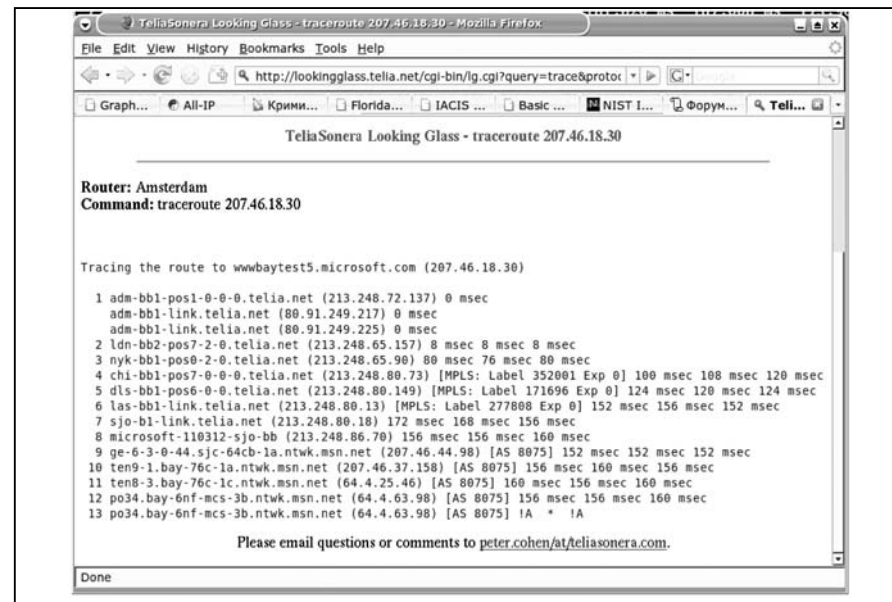 TeliaSonera Looking Glass - traceroute 207.46.18.30 - Mozilla Firefox
File Edit View History Bookmarks Tools Help
http://lookingglass.telia.net/cgi-bin/lg.cgi?query=trace&protoc
G
Graph... All-IP Крими... Florida... IACIS ... Basic ... NIST I... Форум... Teli...
TeliaSonera Looking Glass - traceroute 207.46.18.30
Router: Amsterdam
Command: traceroute 207.46.18.30
Tracing the route to wwwbaytest5.microsoft.com (207.46.18.30)
1 adm-bb1-pos1-0-0-0.telia.net (213.248.72.137) 0 msec
adm-bb1-link.telia.net (80.91.249.217) 0 msec
adm-bb1-link.telia.net (80.91.249.225) 0 msec
2 ldn-bb2-pos7-2-0.telia.net (213.248.65.157) 8 msec 8 msec 8 msec
3 nyk-bb1-pos0-2-0.telia.net (213.248.65.90) 80 msec 76 msec 80 msec
4 chi-bb1-pos7-0-0-0.telia.net (213.248.80.73) [MPLS: Label 352001 Exp 0] 100 msec 108 msec 120 msec
5 dls-bb1-pos6-0-0.telia.net (213.248.80.149) [MPLS: Label 171696 Exp 0] 124 msec 120 msec 124 msec
6 las-bb1-link.telia.net (213.248.80.13) [MPLS: Label 277808 Exp 0] 152 msec 156 msec 152 msec
7 sjo-b1-link.telia.net (213.248.80.18) 172 msec 168 msec 156 msec
8 microsoft-110312-sjo-bb (213.248.86.70) 156 msec 156 msec 160 msec
9 ge-6-3-0-44.sjc-64cb-1a.ntwk.msn.net (207.46.44.98) [AS 8075] 152 msec 152 msec 152 msec
10 ten9-1.bay-76c-1a.ntwk.msn.net (207.46.37.158) [AS 8075] 156 msec 160 msec 156 msec
11 ten8-3.bay-76c-1c.ntwk.msn.net (64.4.25.46) [AS 8075] 160 msec 156 msec 160 msec
12 po34.bay-6nf-mcs-3b.ntwk.msn.net (64.4.63.98) [AS 8075] 156 msec 156 msec 160 msec
13 po34.bay-6nf-mcs-3b.ntwk.msn.net (64.4.63.98) [AS 8075] !A * !A
Please email questions or comments to peter.cohen/at/teliasonera.com.
Done